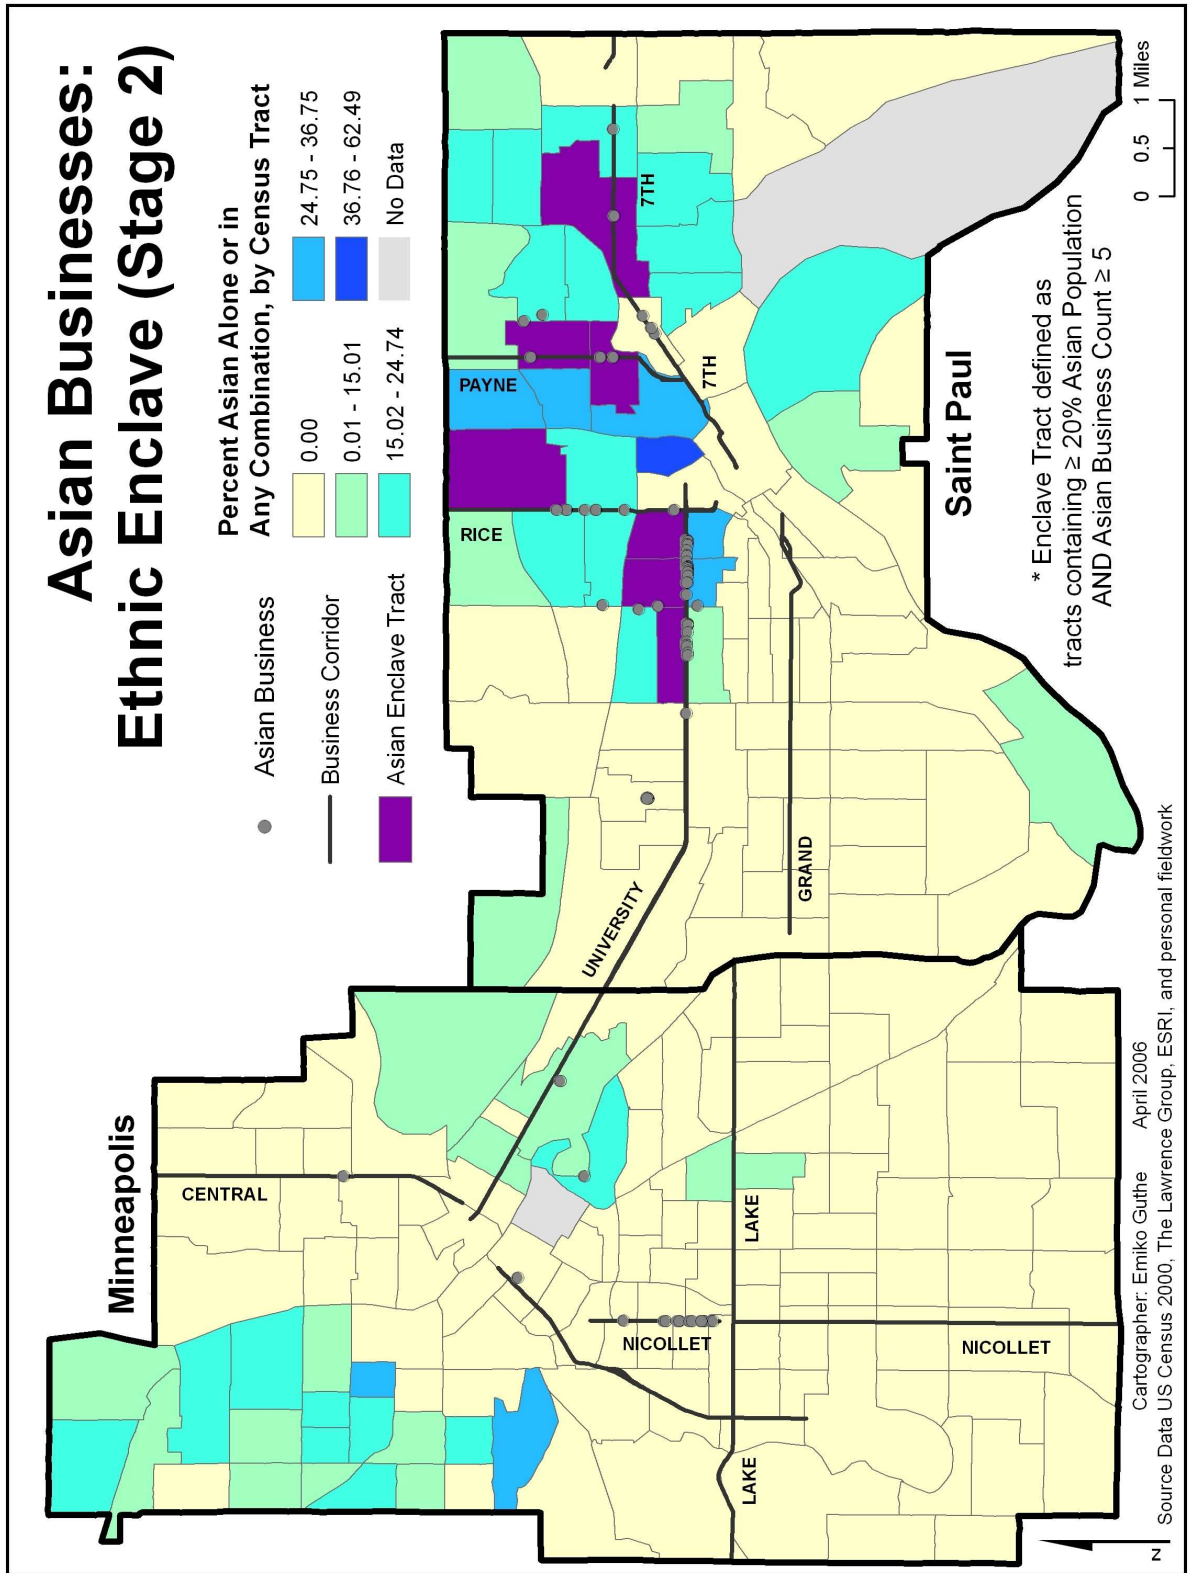 Asian Businesses:
Ethnic Enclave (Stage 2)
Percent Asian Alone or in
Any Combination, by Census Tract
Asian Business
Business Corridor
Asian Enclave Tract
0.00
0.01 - 15.01
15.02 - 24.74
24.75 - 36.75
36.76 - 62.49
No Data
Minneapolis
CENTRAL
UNIVERSITY
PAYNE
RICE
7TH
7TH
GRAND
LAKE
LAKE
NICOLLET
NICOLLET
Saint Paul
* Enclave Tract defined as
tracts containing ≥ 20% Asian Population
AND Asian Business Count ≥ 5
0 0.5 1 Miles
N
Cartographer: Emiko Guthe April 2006
Source Data US Census 2000, The Lawrence Group, ESRI, and personal fieldwork